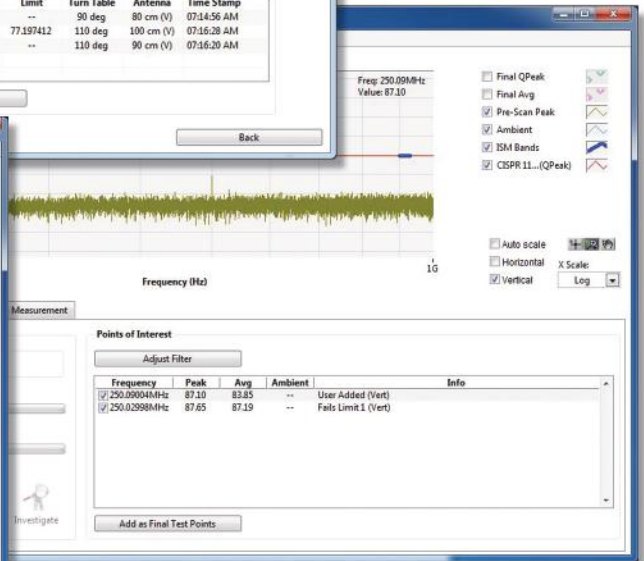 Limit Turn Table Antenna Time Stamp
-- 90 deg 80 cm (V) 07:14:56 AM
77.197412 110 deg 100 cm (V) 07:16:28 AM
-- 110 deg 90 cm (V) 07:16:20 AM
Back
Freq: 250.09MHz
Value: 87.10
Final QPeak
Final Avg
Pre-Scan Peak
Ambient
ISM Bands
CISPR 11...(QPeak)
1G
Frequency (Hz)
Auto scale
Horizontal
Vertical
X Scale:
Log
Measurement
Points of Interest
Adjust Filter
Frequency Peak Avg Ambient Info
250.09004MHz 87.10 83.85 -- User Added (Vert)
250.02998MHz 87.65 87.19 -- Fails Limit 1 (Vert)
Investigate
Add as Final Test Points